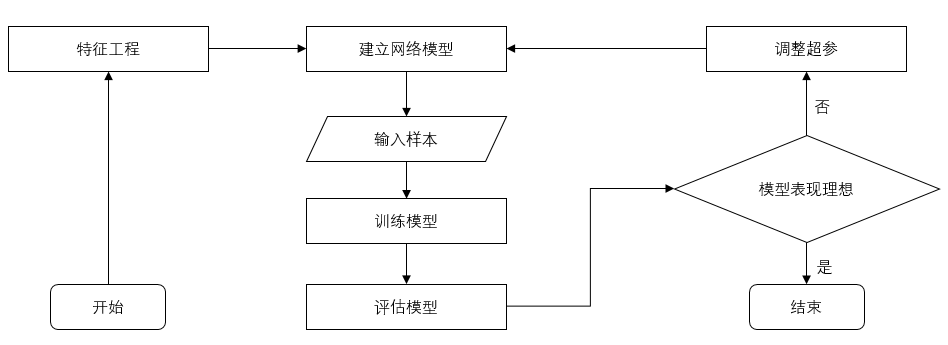 特征工程
建立网络模型
调整超参
否
输入样本
模型表现理想
训练模型
是
开始
评估模型
结束